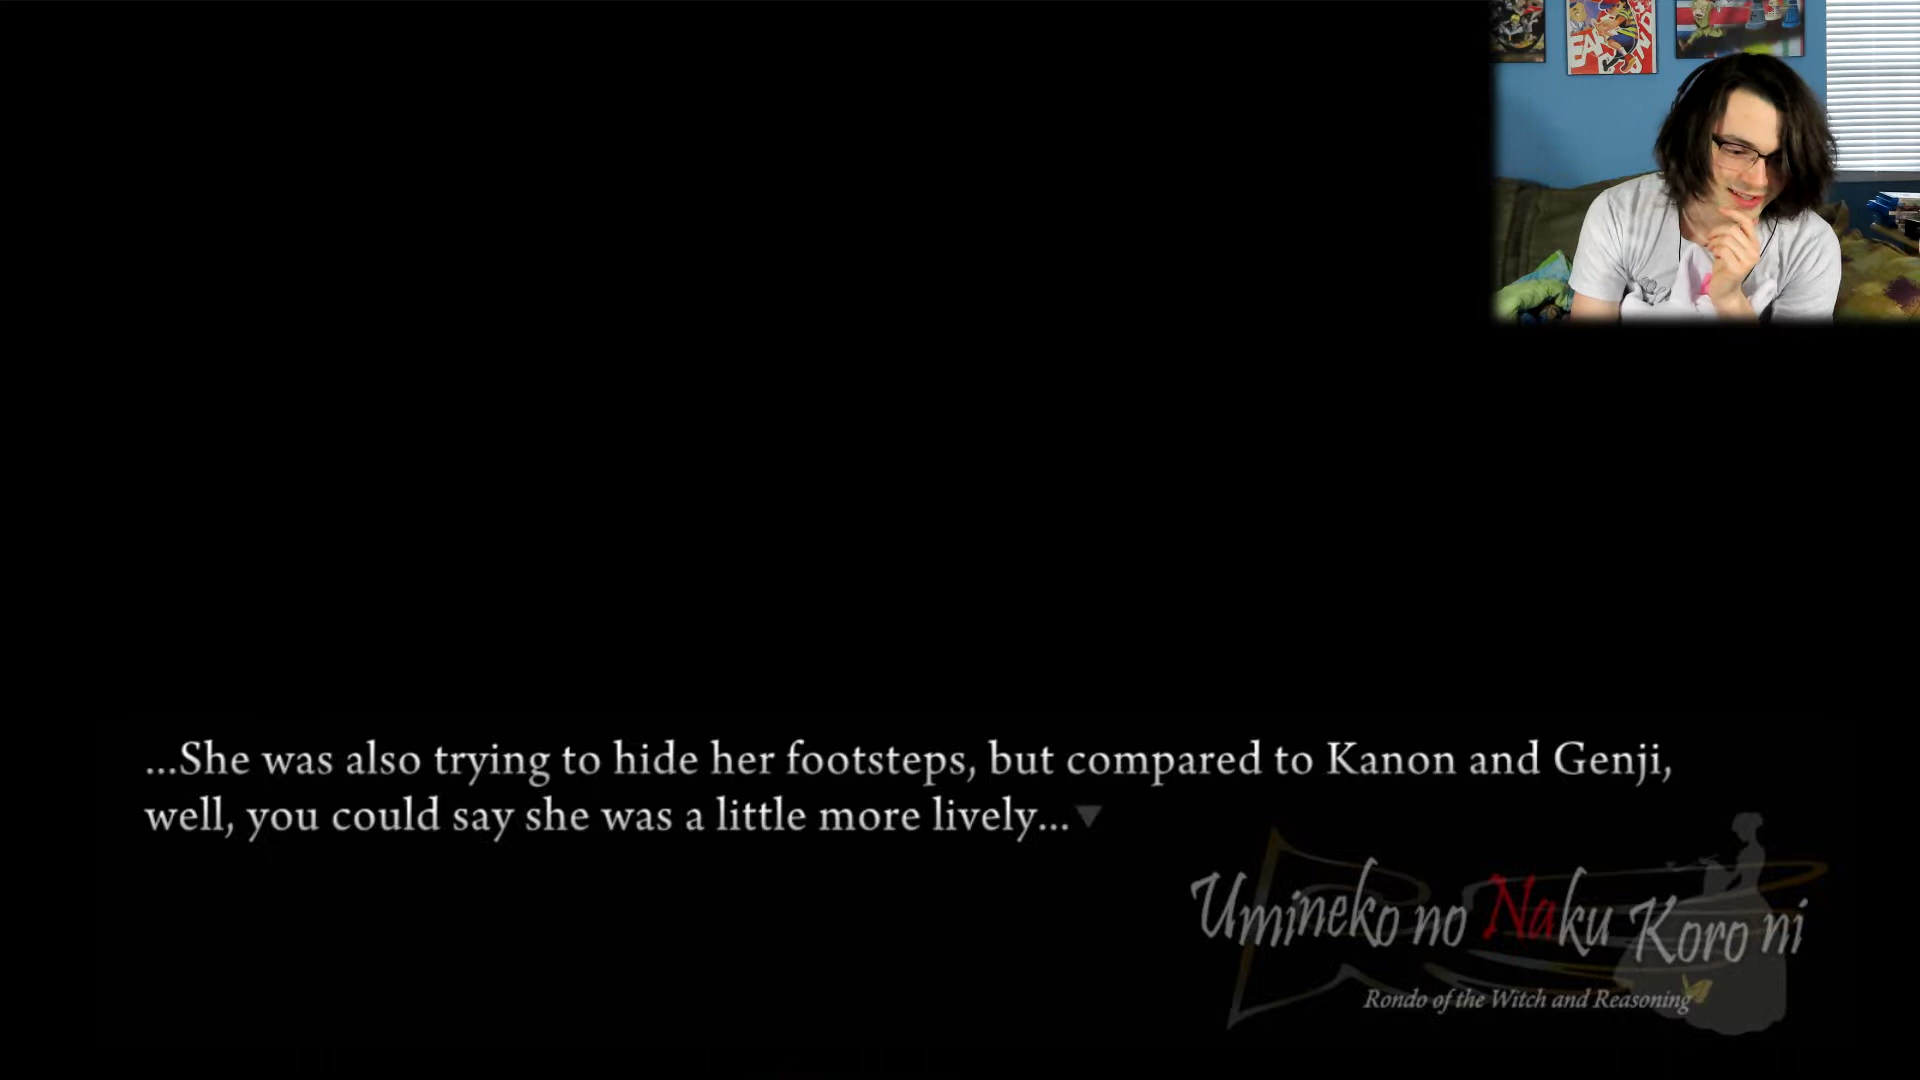 ...She was also trying to hide her footsteps, but compared to Kanon and Genji,
well, you could say she was a little more lively...
Umineko no Naku Koro ni
Rondo of the Witch and Reasoning